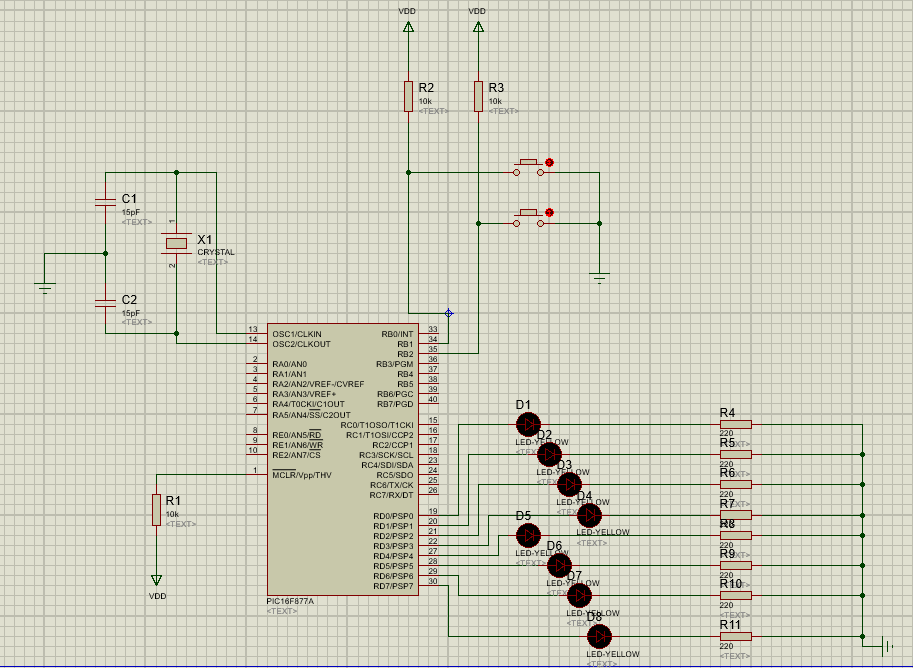 VDD
VDD
R2
10k
<TEXT>
R3
10k
<TEXT>
C1
15pF
<TEXT>
1
X1
CRYSTAL
<TEXT>
2
C2
15pF
<TEXT>
13 OSC1/CLKIN
14 OSC2/CLKOUT
2 RA0/AN0
3 RA1/AN1
4 RA2/AN2/VREF-/CVREF
5 RA3/AN3/VREF+
6 RA4/T0CKI/C1OUT
7 RA5/AN4/SS/C2OUT
8 RE0/AN5/RD
9 RE1/AN6/WR
10 RE2/AN7/CS
1 MCLR/Vpp/THV
RB0/INT 33
RB1 34
RB2 35
RB3/PGM 36
RB4 37
RB5 38
RB6/PGC 39
RB7/PGD 40
RC0/T1OSO/T1CKI 15
RC1/T1OSI/CCP2 16
RC2/CCP1 17
RC3/SCK/SCL 18
RC4/SDI/SDA 23
RC5/SDO 24
RC6/TX/CK 25
RC7/RX/DT 26
RD0/PSP0 19
RD1/PSP1 20
RD2/PSP2 21
RD3/PSP3 22
RD4/PSP4 27
RD5/PSP5 28
RD6/PSP6 29
RD7/PSP7 30
PIC16F877A
<TEXT>
R1
10k
<TEXT>
VDD
D1
LED-YELLOW
<TEXT>
D2
LED-YELLOW
<TEXT>
D3
LED-YELLOW
<TEXT>
D4
LED-YELLOW
<TEXT>
D5
LED-YELLOW
<TEXT>
D6
LED-YELLOW
<TEXT>
D7
LED-YELLOW
<TEXT>
D8
LED-YELLOW
<TEXT>
R4
220
<TEXT>
R5
220
<TEXT>
R6
220
<TEXT>
R7
220
<TEXT>
R8
220
<TEXT>
R9
220
<TEXT>
R10
220
<TEXT>
R11
220
<TEXT>